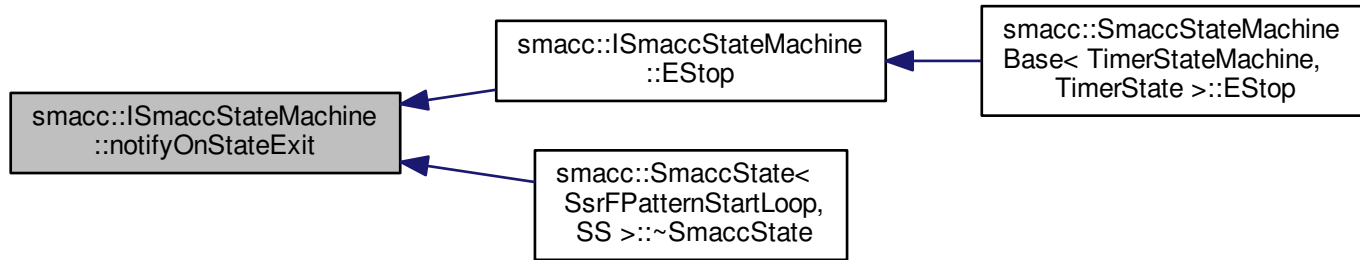 smacc::ISmaccStateMachine
::notifyOnStateExit
smacc::ISmaccStateMachine
::EStop
smacc::SmaccStateMachine
Base< TimerStateMachine,
TimerState >::EStop
smacc::SmaccState<
SsrFPatternStartLoop,
SS >::~SmaccState